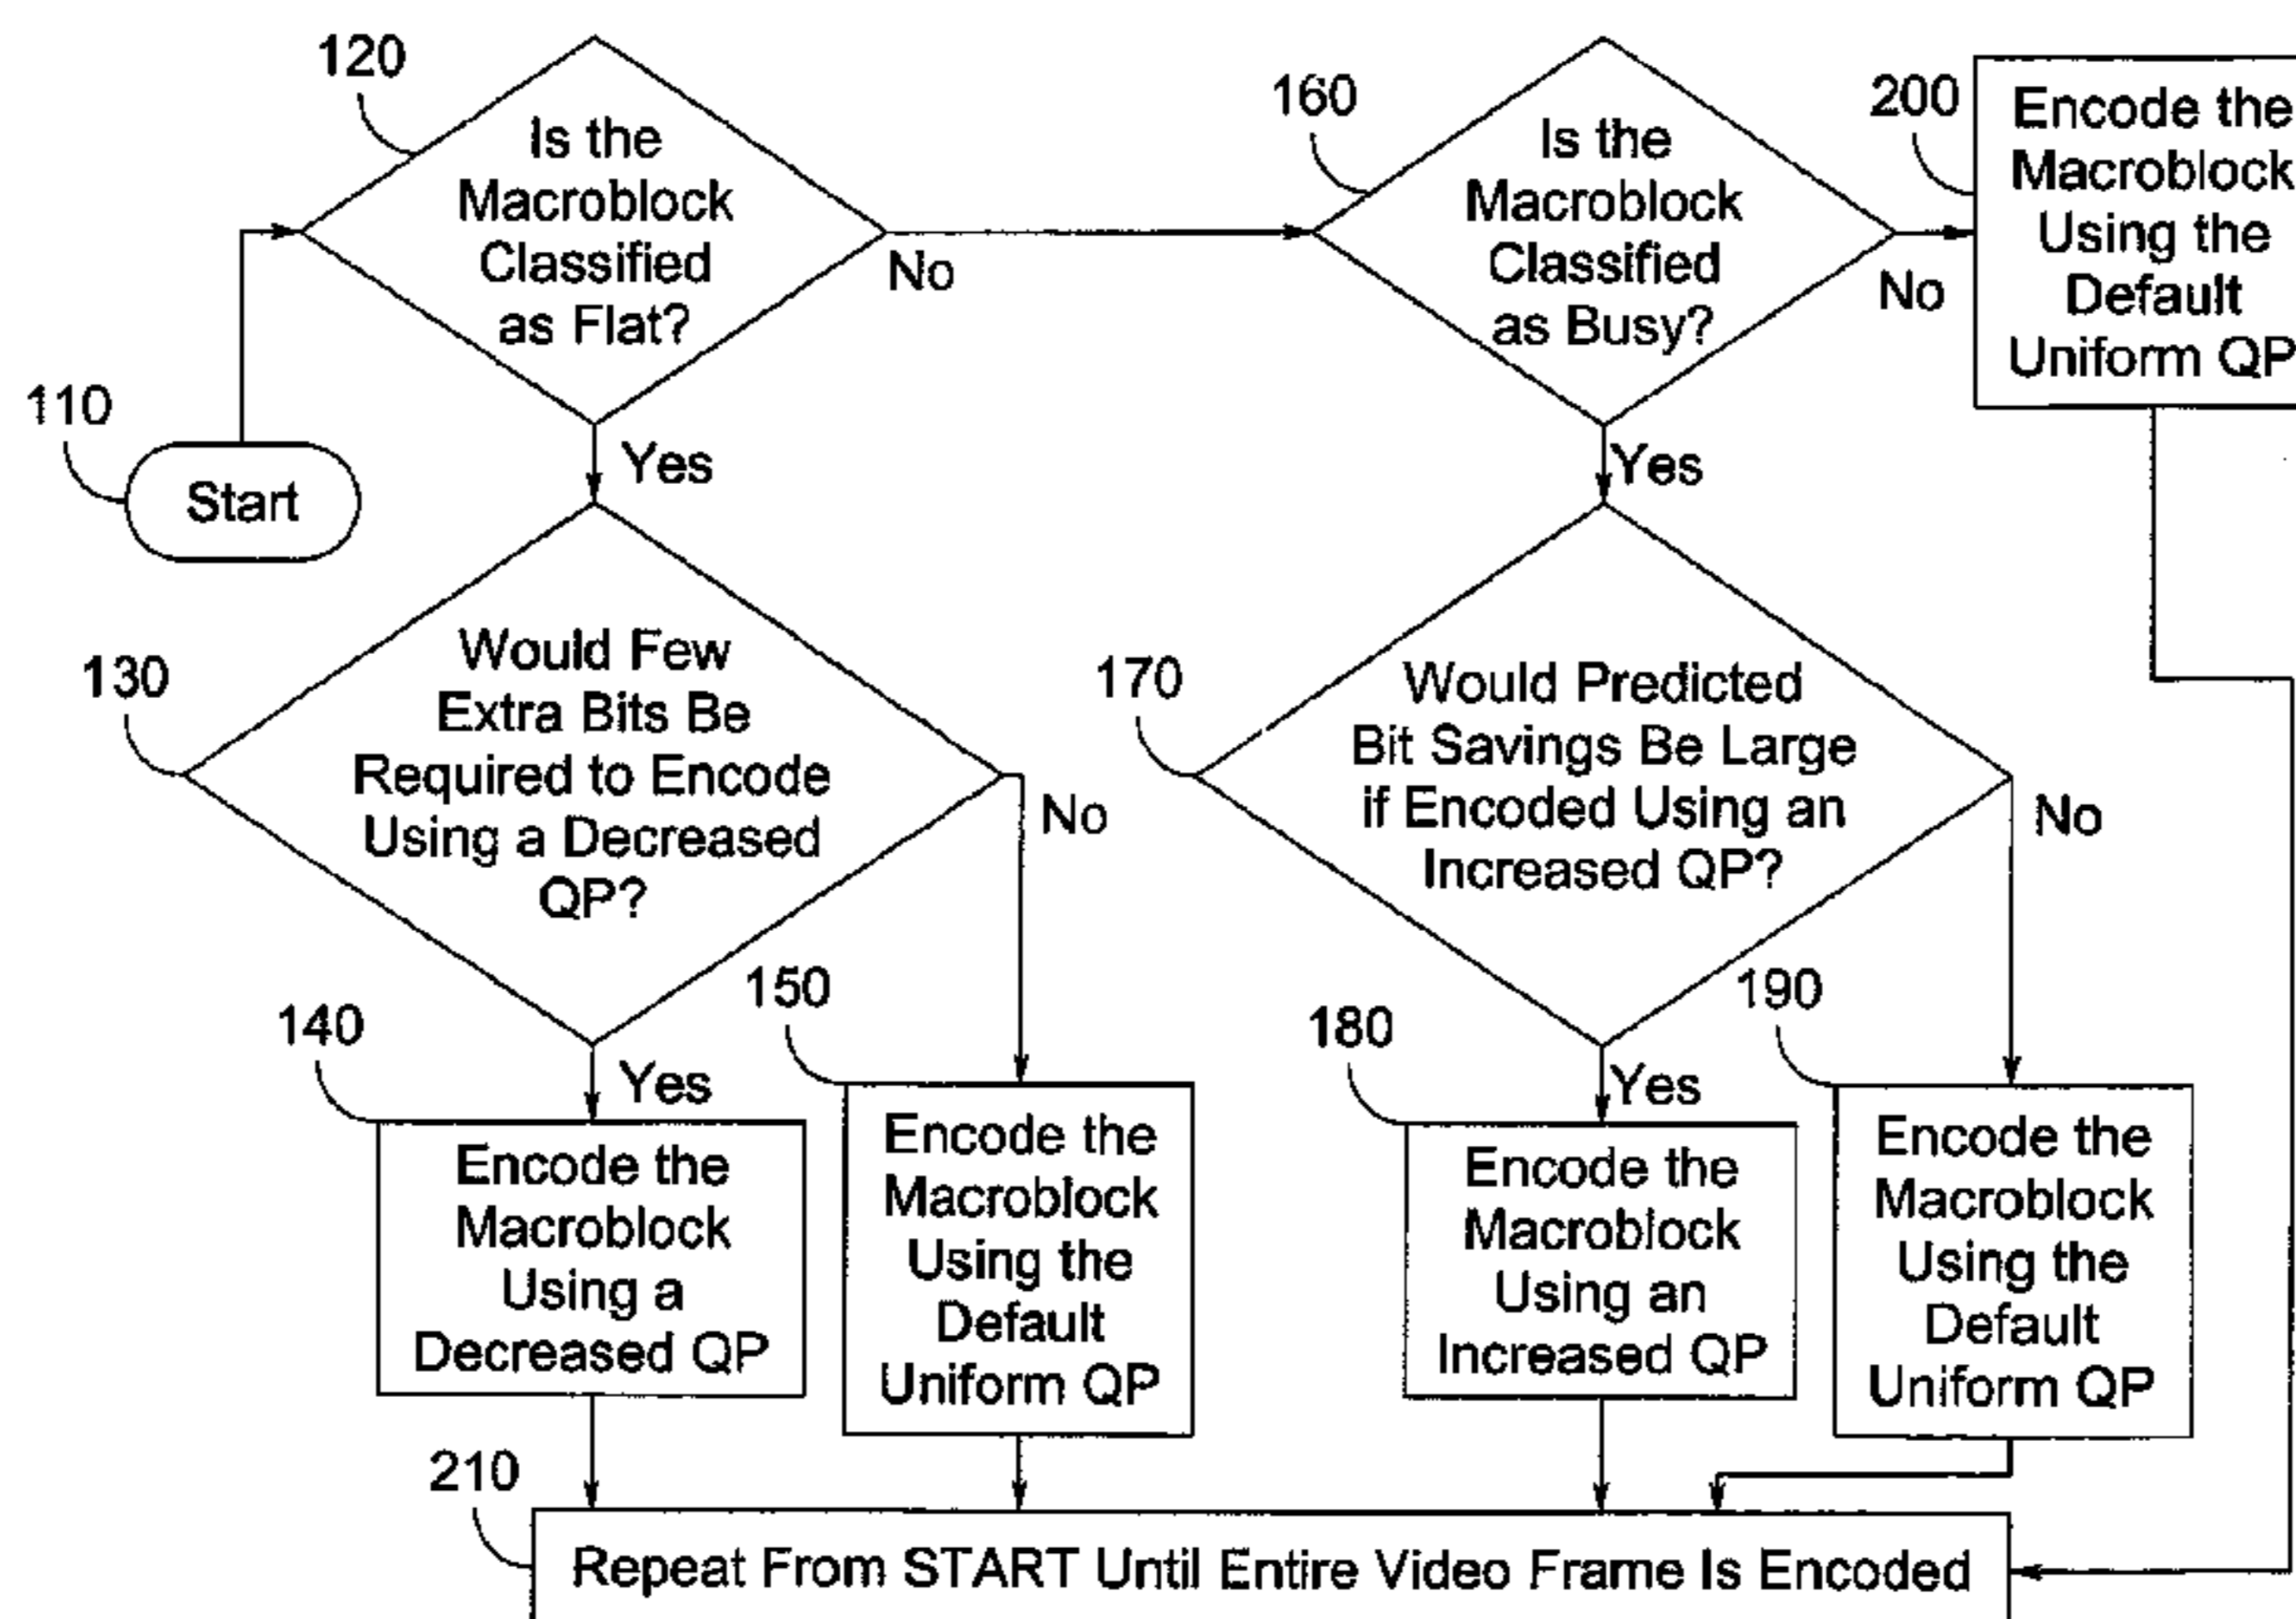 120
Is the
Macroblock
Classified
as Flat?
No
160
Is the
Macroblock
Classified
as Busy?
No
200
Encode the
Macroblock
Using the
Default
Uniform QP
110
Start
Yes
Yes
130
Would Few
Extra Bits Be
Required to Encode
Using a Decreased
QP?
No
170
Would Predicted
Bit Savings Be Large
if Encoded Using an
Increased QP?
No
140
Yes
Encode the
Macroblock
Using a
Decreased QP
150
Encode the
Macroblock
Using the
Default
Uniform QP
180
Yes
Encode the
Macroblock
Using an
Increased QP
190
Encode the
Macroblock
Using the
Default
Uniform QP
210
Repeat From START Until Entire Video Frame Is Encoded